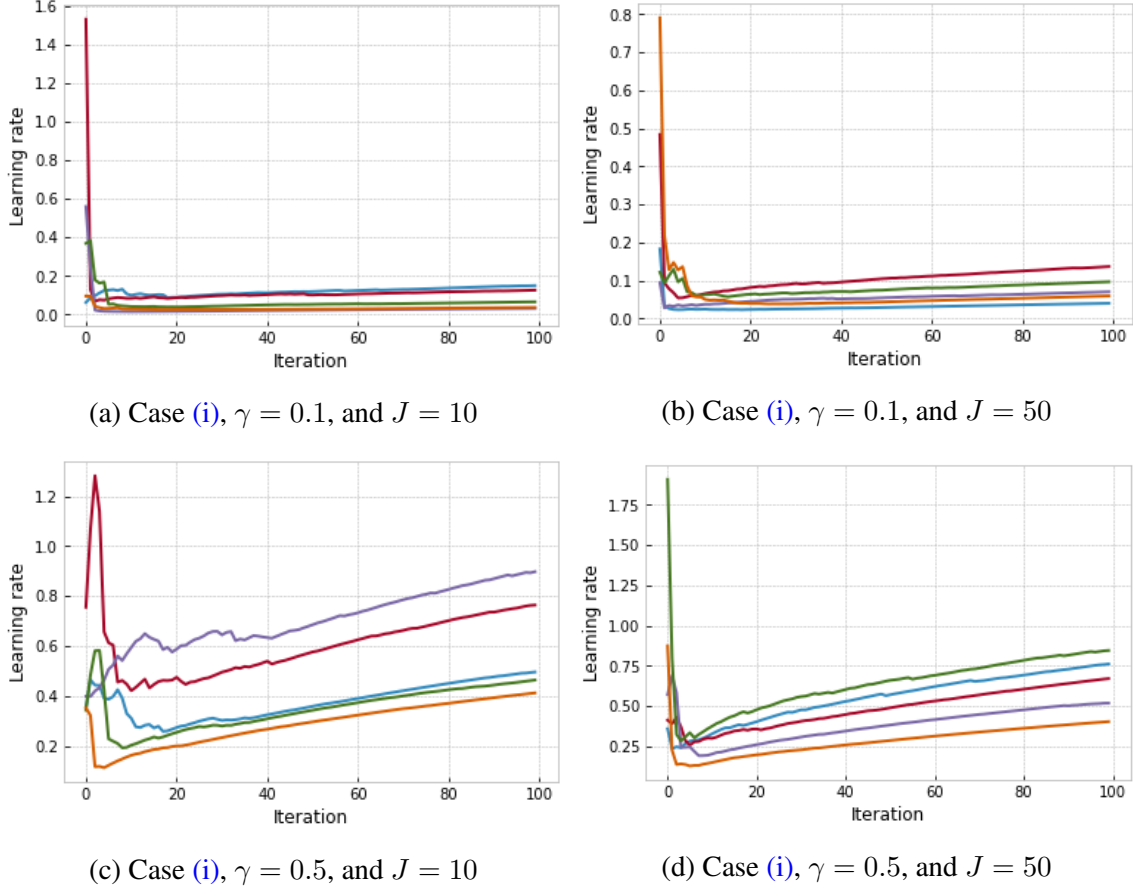 1.6
1.4
1.2
1.0
0.8
0.6
0.4
0.2
0.0
Learning rate
0 20 40 60 80 100
Iteration
(a) Case (i), γ = 0.1, and J = 10
0.8
0.7
0.6
0.5
0.4
0.3
0.2
0.1
0.0
Learning rate
0 20 40 60 80 100
Iteration
(b) Case (i), γ = 0.1, and J = 50
1.2
1.0
0.8
0.6
0.4
0.2
Learning rate
0 20 40 60 80 100
Iteration
(c) Case (i), γ = 0.5, and J = 10
1.75
1.50
1.25
1.00
0.75
0.50
0.25
Learning rate
0 20 40 60 80 100
Iteration
(d) Case (i), γ = 0.5, and J = 50